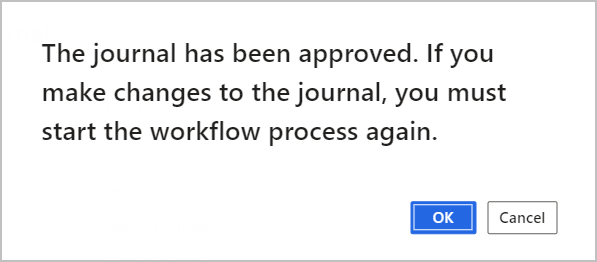 The journal has been approved. If you
make changes to the journal, you must
start the workflow process again.
OK
Cancel